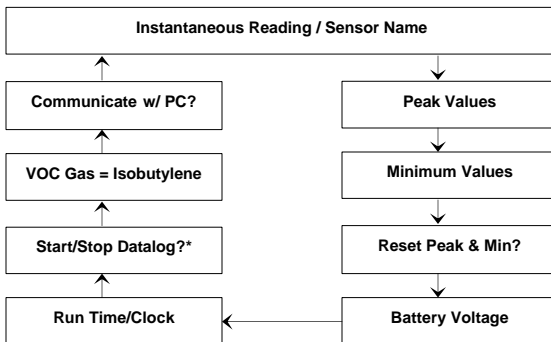 Instantaneous Reading / Sensor Name
Communicate w/ PC?
Peak Values
VOC Gas = Isobutylene
Minimum Values
Start/Stop Datalog?*
Reset Peak & Min?
Run Time/Clock
Battery Voltage